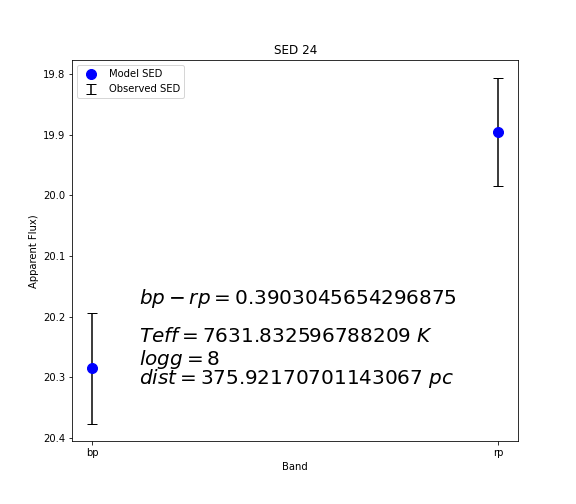 SED 24
Model SED
Observed SED
19.8
19.9
20.0
20.1
20.2
20.3
20.4
Apparent Flux)
bp − rp = 0.3903045654296875
Teff = 7631.832596788209 K
logg = 8
dist = 375.92170701143067 pc
bp
rp
Band